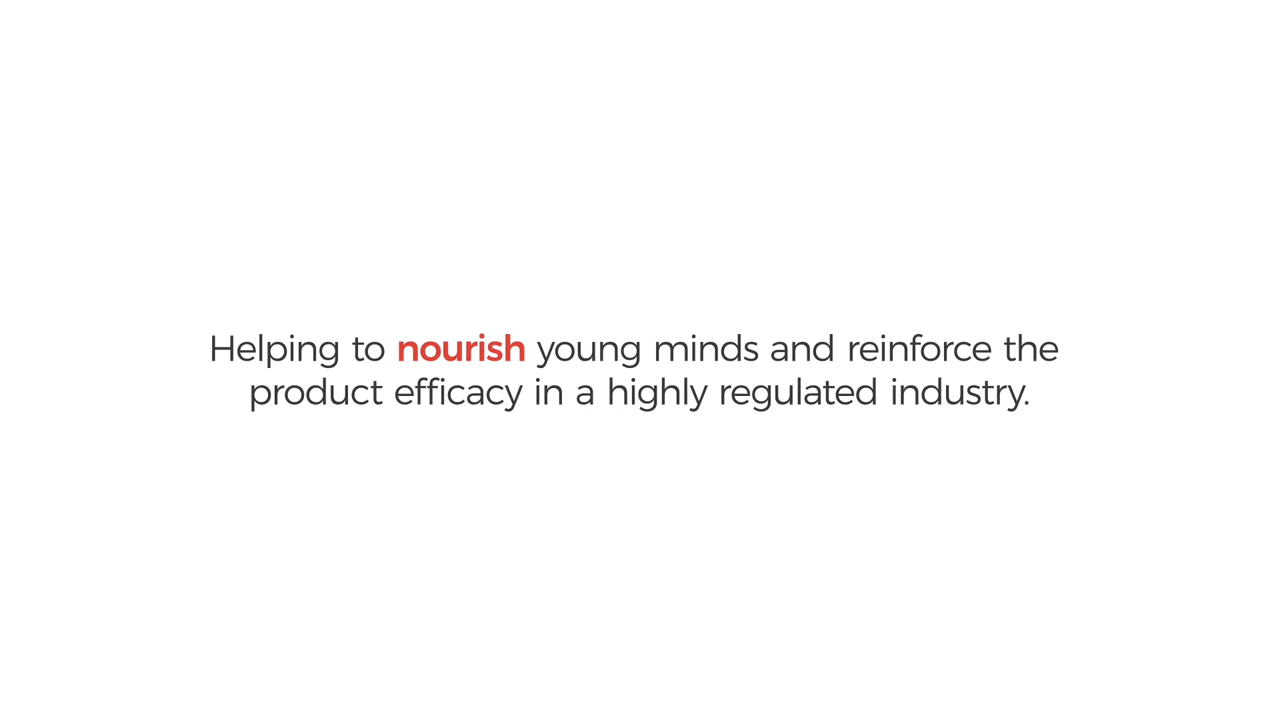 Helping to nourish young minds and reinforce the
product efficacy in a highly regulated industry.